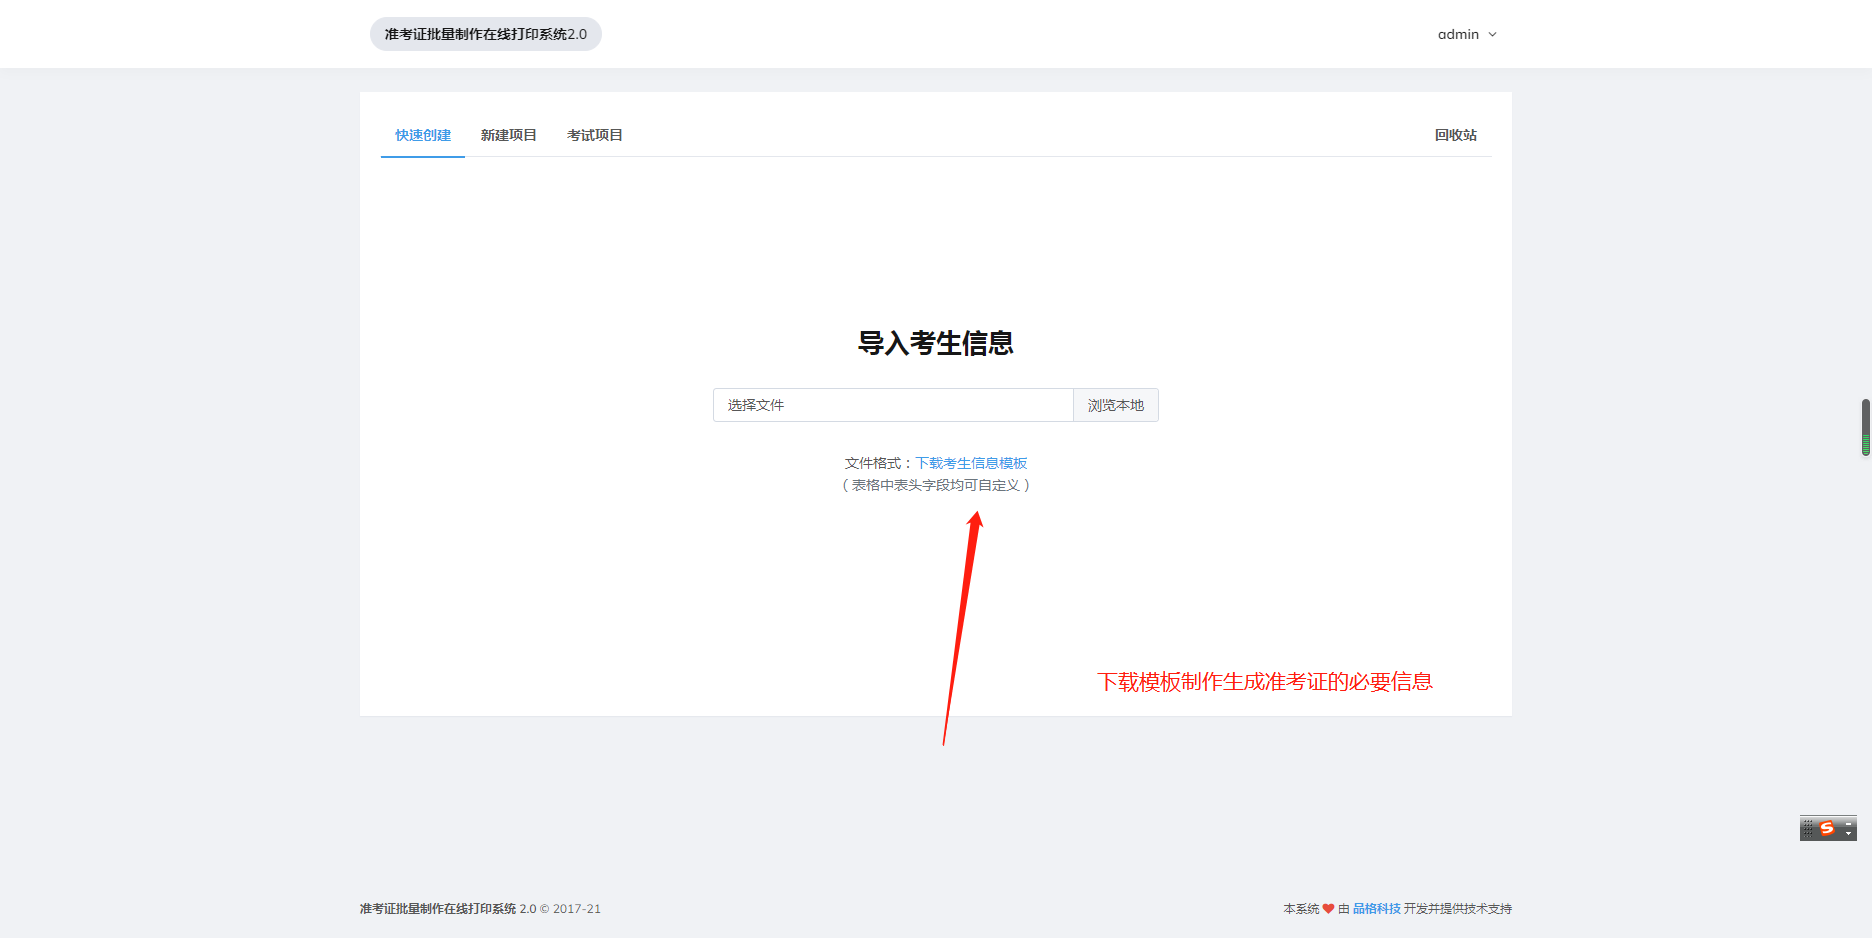 准考证批量制作在线打印系统2.0
admin
快速创建 新建项目 考试项目 回收站
导入考生信息
选择文件 浏览本地
文件格式：下载考生信息模板
（表格中表头字段均可自定义）
下载模板制作生成准考证的必要信息
准考证批量制作在线打印系统 2.0 © 2017-21
本系统 ❤ 由 品格科技 开发并提供技术支持